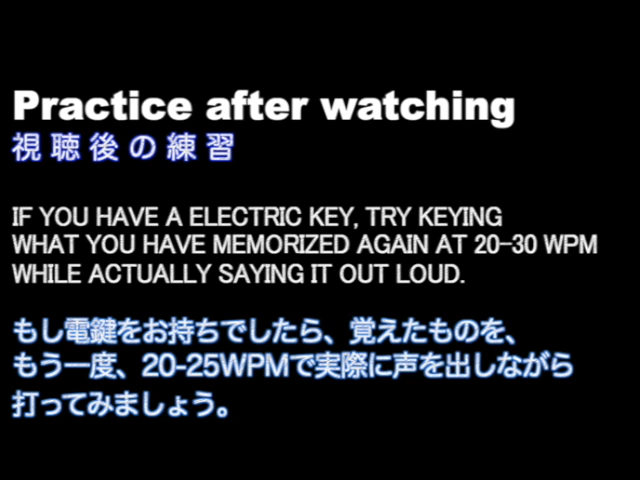 Practice after watching
視聴後の練習
IF YOU HAVE A ELECTRIC KEY, TRY KEYING
WHAT YOU HAVE MEMORIZED AGAIN AT 20-30 WPM
WHILE ACTUALLY SAYING IT OUT LOUD.
もし電鍵をお持ちでしたら、覚えたものを、
もう一度、20-25WPMで実際に声を出しながら
打ってみましょう。